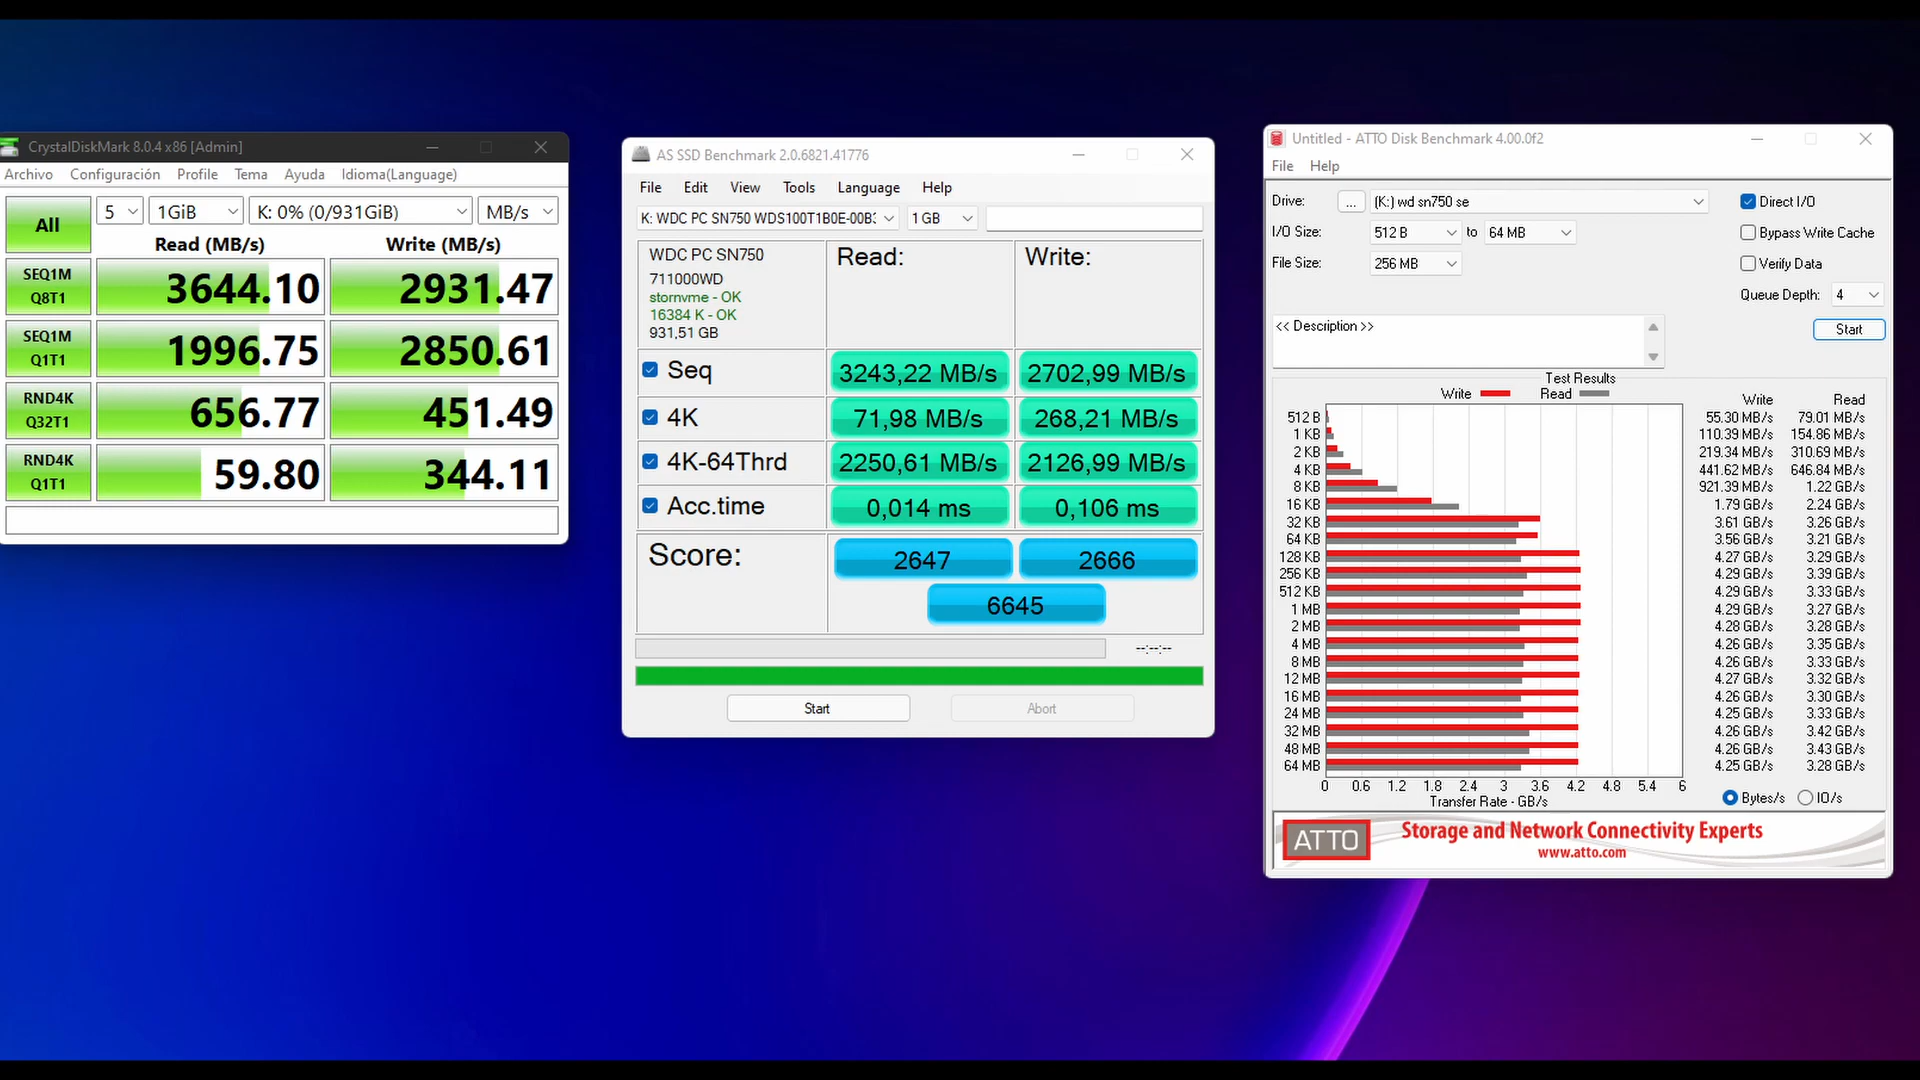 CrystalDiskMark 8.0.4 x86 [Admin]
Archivo Configuración Profile Tema Ayuda Idioma(Language)
All 5 1GiB K: 0% (0/931GiB) MB/s
Read (MB/s) Write (MB/s)
SEQ1M Q8T1 3644.10 2931.47
SEQ1M Q1T1 1996.75 2850.61
RND4K Q32T1 656.77 451.49
RND4K Q1T1 59.80 344.11
AS SSD Benchmark 2.0.6821.41776
File Edit View Tools Language Help
K: WDC PC SN750 WDS100T1B0E-00B3 1 GB
WDC PC SN750 Read: Write:
711000WD
stornvme - OK
16384 K - OK
931,51 GB
Seq 3243,22 MB/s 2702,99 MB/s
4K 71,98 MB/s 268,21 MB/s
4K-64Thrd 2250,61 MB/s 2126,99 MB/s
Acc.time 0,014 ms 0,106 ms
Score: 2647 2666
6645
--:--:--
Start Abort
Untitled - ATTO Disk Benchmark 4.00.0f2
File Help
Drive: ... (K:) wd sn750 se Direct I/O
I/O Size: 512 B to 64 MB Bypass Write Cache
File Size: 256 MB Verify Data
Queue Depth: 4
<< Description >> Start
Test Results
Write Read Write Read
512 B 55.30 MB/s 79.01 MB/s
1 KB 110.39 MB/s 154.86 MB/s
2 KB 219.34 MB/s 310.69 MB/s
4 KB 441.62 MB/s 646.84 MB/s
8 KB 921.39 MB/s 1.22 GB/s
16 KB 1.79 GB/s 2.24 GB/s
32 KB 3.61 GB/s 3.26 GB/s
64 KB 3.56 GB/s 3.21 GB/s
128 KB 4.27 GB/s 3.29 GB/s
256 KB 4.29 GB/s 3.39 GB/s
512 KB 4.29 GB/s 3.33 GB/s
1 MB 4.29 GB/s 3.27 GB/s
2 MB 4.28 GB/s 3.28 GB/s
4 MB 4.26 GB/s 3.35 GB/s
8 MB 4.26 GB/s 3.33 GB/s
12 MB 4.27 GB/s 3.32 GB/s
16 MB 4.26 GB/s 3.30 GB/s
24 MB 4.25 GB/s 3.33 GB/s
32 MB 4.26 GB/s 3.42 GB/s
48 MB 4.26 GB/s 3.43 GB/s
64 MB 4.25 GB/s 3.28 GB/s
0 0.6 1.2 1.8 2.4 3 3.6 4.2 4.8 5.4 6
Transfer Rate - GB/s Bytes/s IO/s
ATTO Storage and Network Connectivity Experts
www.atto.com